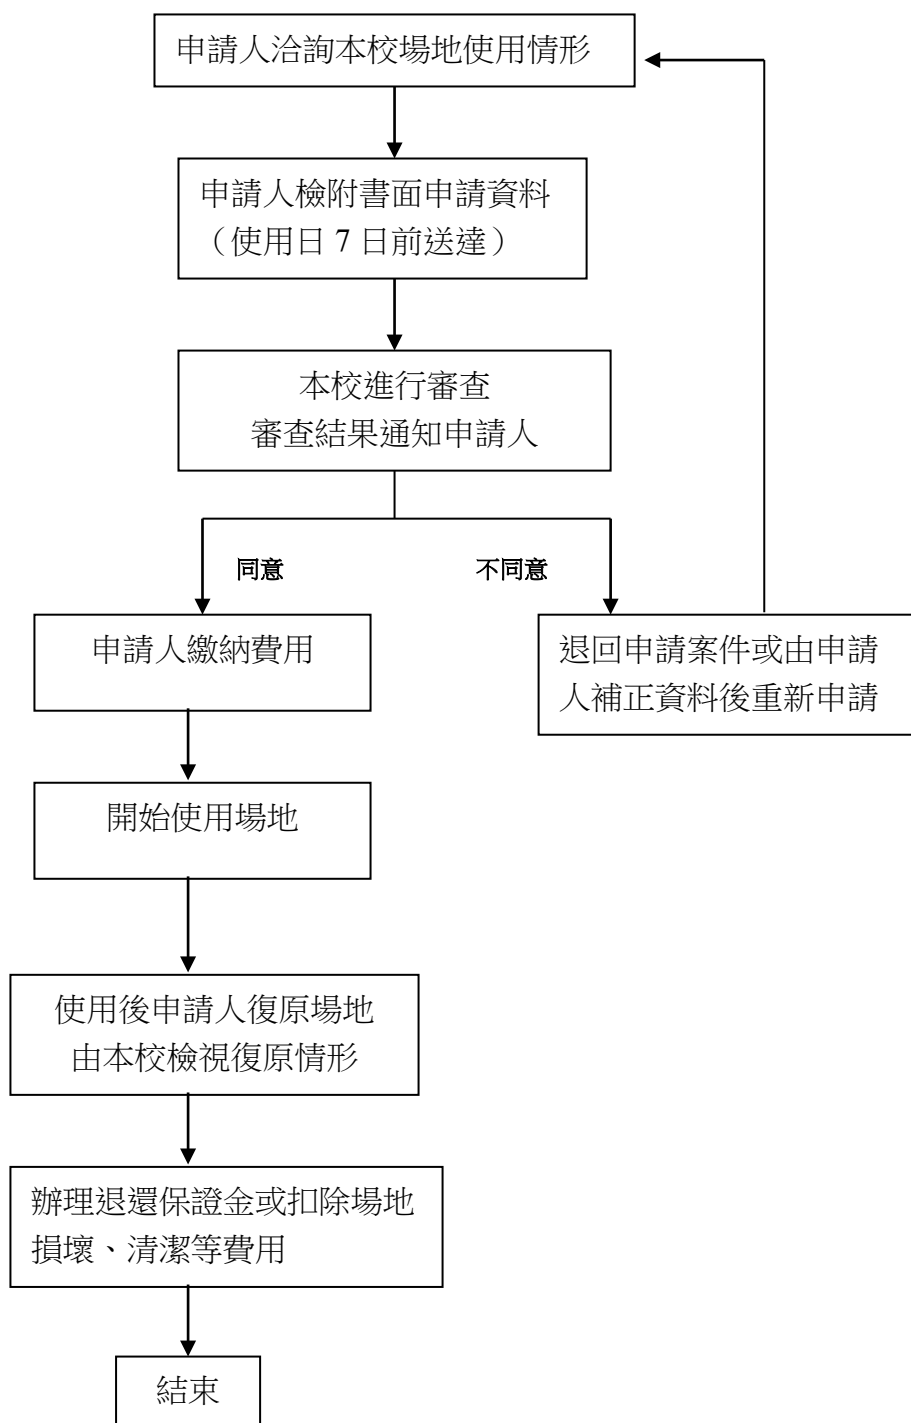 申請人洽詢本校場地使用情形
申請人檢附書面申請資料
（使用日 7 日前送達）
本校進行審查
審查結果通知申請人
同意
不同意
申請人繳納費用
退回申請案件或由申請
人補正資料後重新申請
開始使用場地
使用後申請人復原場地
由本校檢視復原情形
辦理退還保證金或扣除場地
損壞、清潔等費用
結束